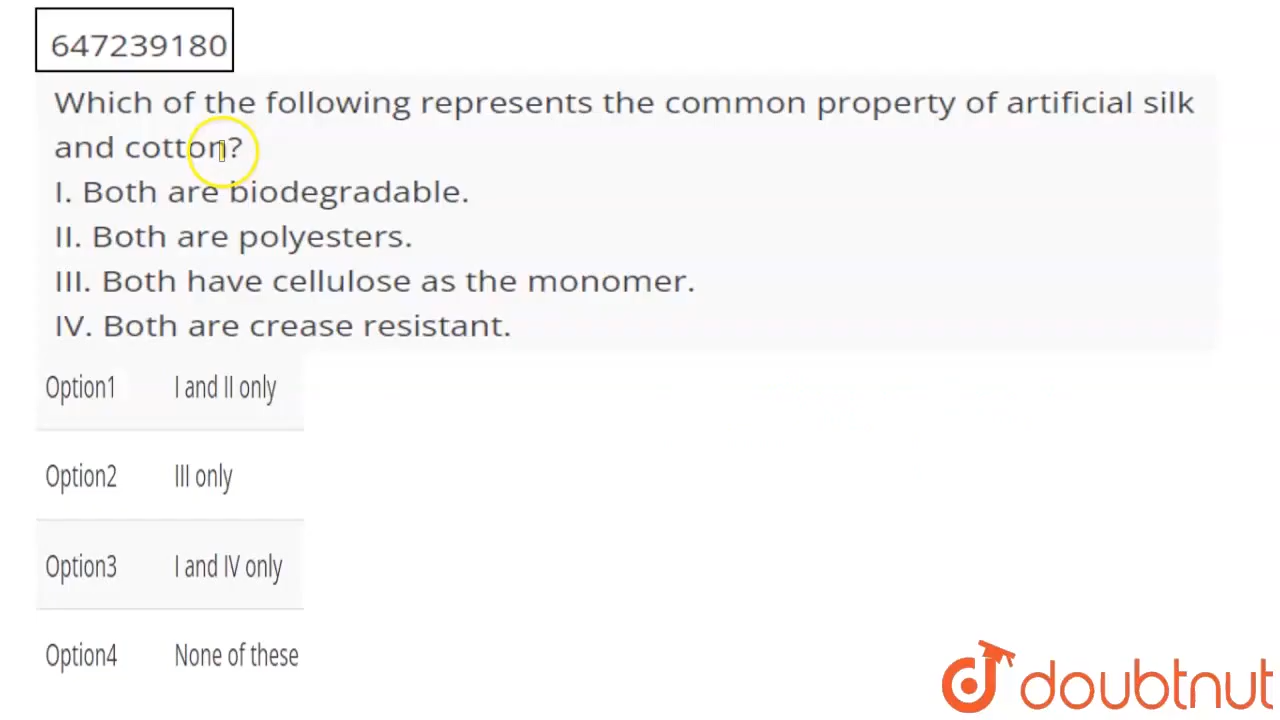 647239180
Which of the following represents the common property of artificial silk
and cotton?
I. Both are biodegradable.
II. Both are polyesters.
III. Both have cellulose as the monomer.
IV. Both are crease resistant.
Option1 I and II only
Option2 III only
Option3 I and IV only
Option4 None of these
doubtnut